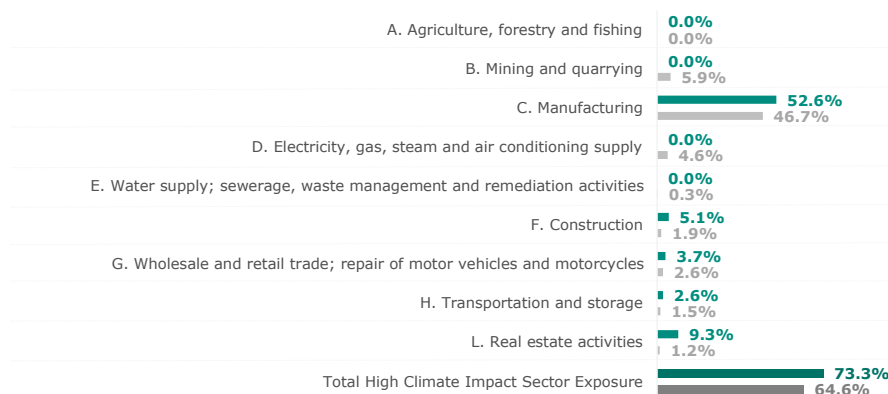 A. Agriculture, forestry and fishing
0.0%
0.0%
B. Mining and quarrying
0.0%
5.9%
C. Manufacturing
52.6%
46.7%
D. Electricity, gas, steam and air conditioning supply
0.0%
4.6%
E. Water supply; sewerage, waste management and remediation activities
0.0%
0.3%
F. Construction
5.1%
1.9%
G. Wholesale and retail trade; repair of motor vehicles and motorcycles
3.7%
2.6%
H. Transportation and storage
2.6%
1.5%
L. Real estate activities
9.3%
1.2%
Total High Climate Impact Sector Exposure
73.3%
64.6%